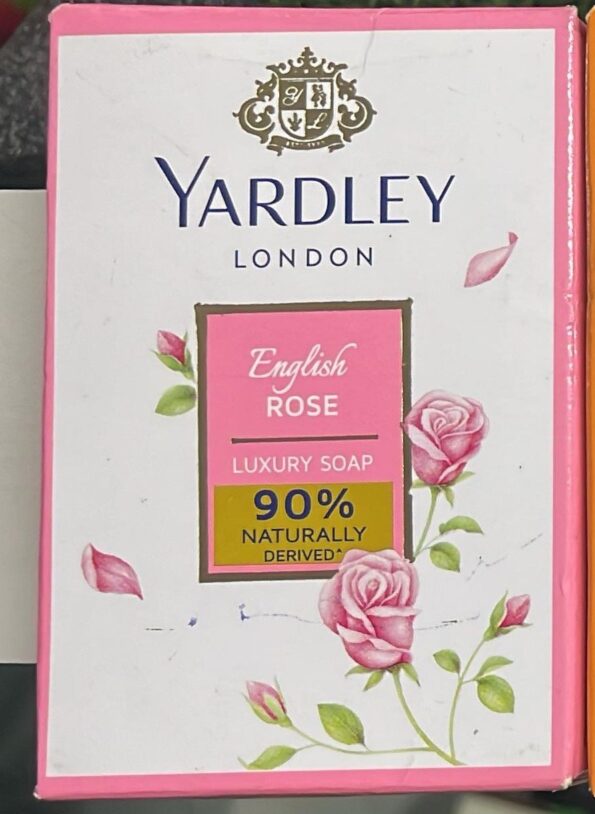 Y
L
YARDLEY
LONDON
English
ROSE
LUXURY SOAP
90%
NATURALLY
DERIVED^